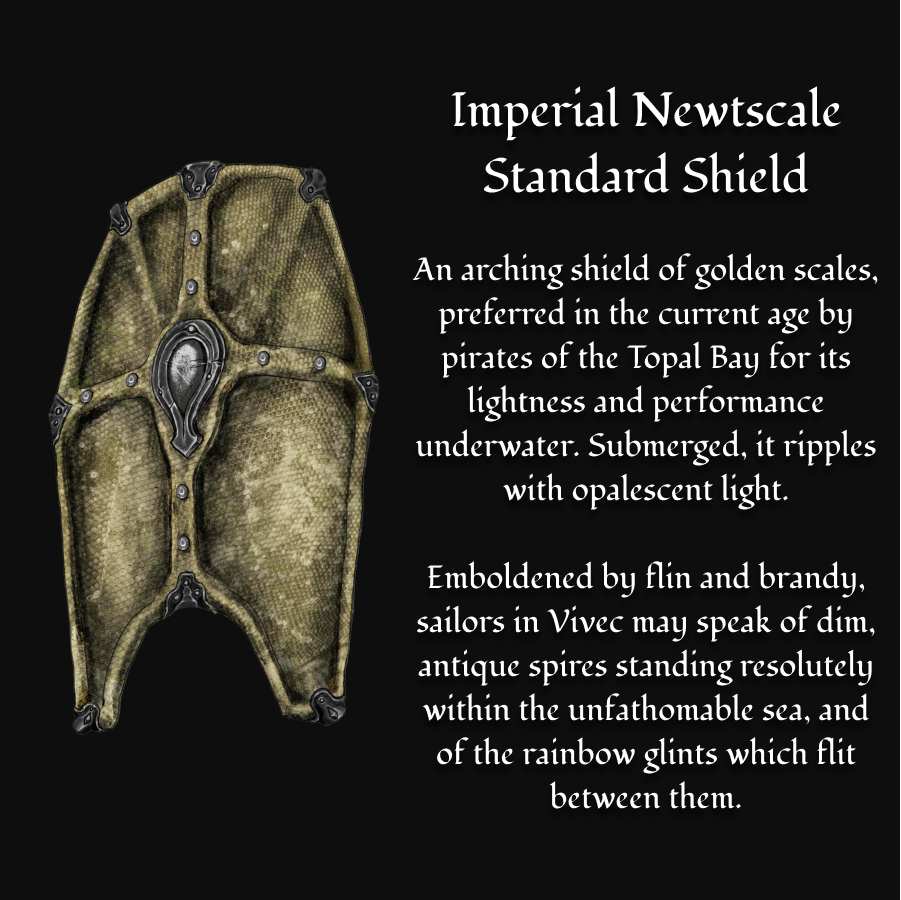 Imperial Newtscale
Standard Shield
An arching shield of golden scales,
preferred in the current age by
pirates of the Topal Bay for its
lightness and performance
underwater. Submerged, it ripples
with opalescent light.
Emboldened by flin and brandy,
sailors in Vivec may speak of dim,
antique spires standing resolutely
within the unfathomable sea, and
of the rainbow glints which flit
between them.